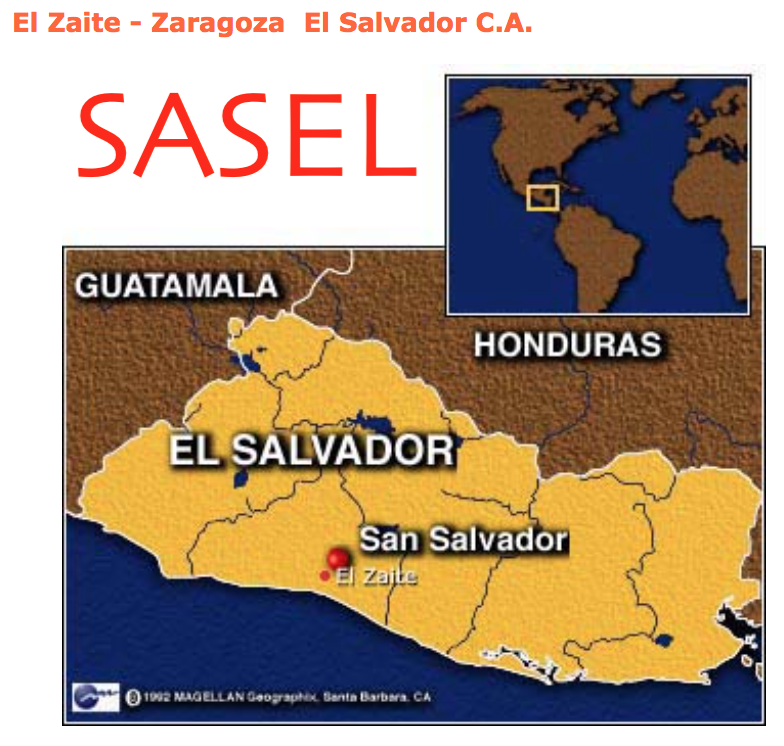 El Zaite - Zaragoza  El Salvador C.A.
SASEL
GUATAMALA
HONDURAS
EL SALVADOR
San Salvador
El Zaite
© 1992 MAGELLAN Geographix, Santa Barbara, CA